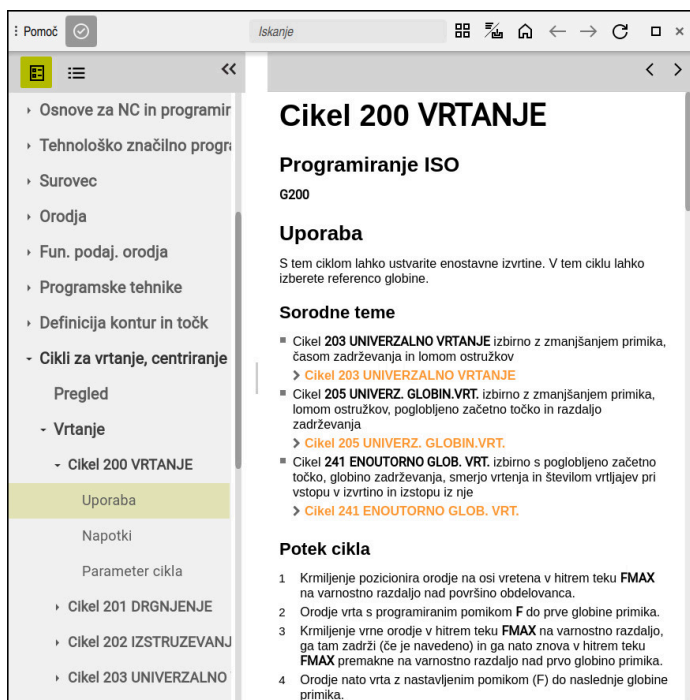 Pomoč
Iskanje
Osnove za NC in programir
Tehnološko značilno progra
Surovec
Orodja
Fun. podaj. orodja
Programske tehnike
Definicija kontur in točk
Cikli za vrtanje, centriranje
Pregled
Vrtanje
Cikel 200 VRTANJE
Uporaba
Napotki
Parameter cikla
Cikel 201 DRGNJENJE
Cikel 202 IZSTRUZEVANJ
Cikel 203 UNIVERZALNO
Cikel 200 VRTANJE
Programiranje ISO
G200
Uporaba
S tem ciklom lahko ustvarite enostavne izvrtine. V tem ciklu lahko
izberete referenco globine.
Sorodne teme
Cikel 203 UNIVERZALNO VRTANJE izbirno z zmanjšanjem primika,
časom zadrževanja in lomom ostružkov
Cikel 203 UNIVERZALNO VRTANJE
Cikel 205 UNIVERZ. GLOBIN.VRT. izbirno z zmanjšanjem primika,
lomom ostružkov, poglobljeno začetno točko in razdaljo
zadrževanja
Cikel 205 UNIVERZ. GLOBIN.VRT.
Cikel 241 ENOUTORNO GLOB. VRT. izbirno s poglobljeno začetno
točko, globino zadrževanja, smerjo vrtenja in številom vrtljajev pri
vstopu v izvrtino in izstopu iz nje
Cikel 241 ENOUTORNO GLOB. VRT.
Potek cikla
1 Krmiljenje pozicionira orodje na osi vretena v hitrem teku FMAX
na varnostno razdaljo nad površino obdelovanca.
2 Orodje vrta s programiranim pomikom F do prve globine primika.
3 Krmiljenje vrne orodje v hitrem teku FMAX na varnostno razdaljo,
ga tam zadrži (če je navedeno) in ga nato znova v hitrem teku
FMAX premakne na varnostno razdaljo nad prvo globino primika.
4 Orodje nato vrta z nastavljenim pomikom (F) do naslednje globine
primika.